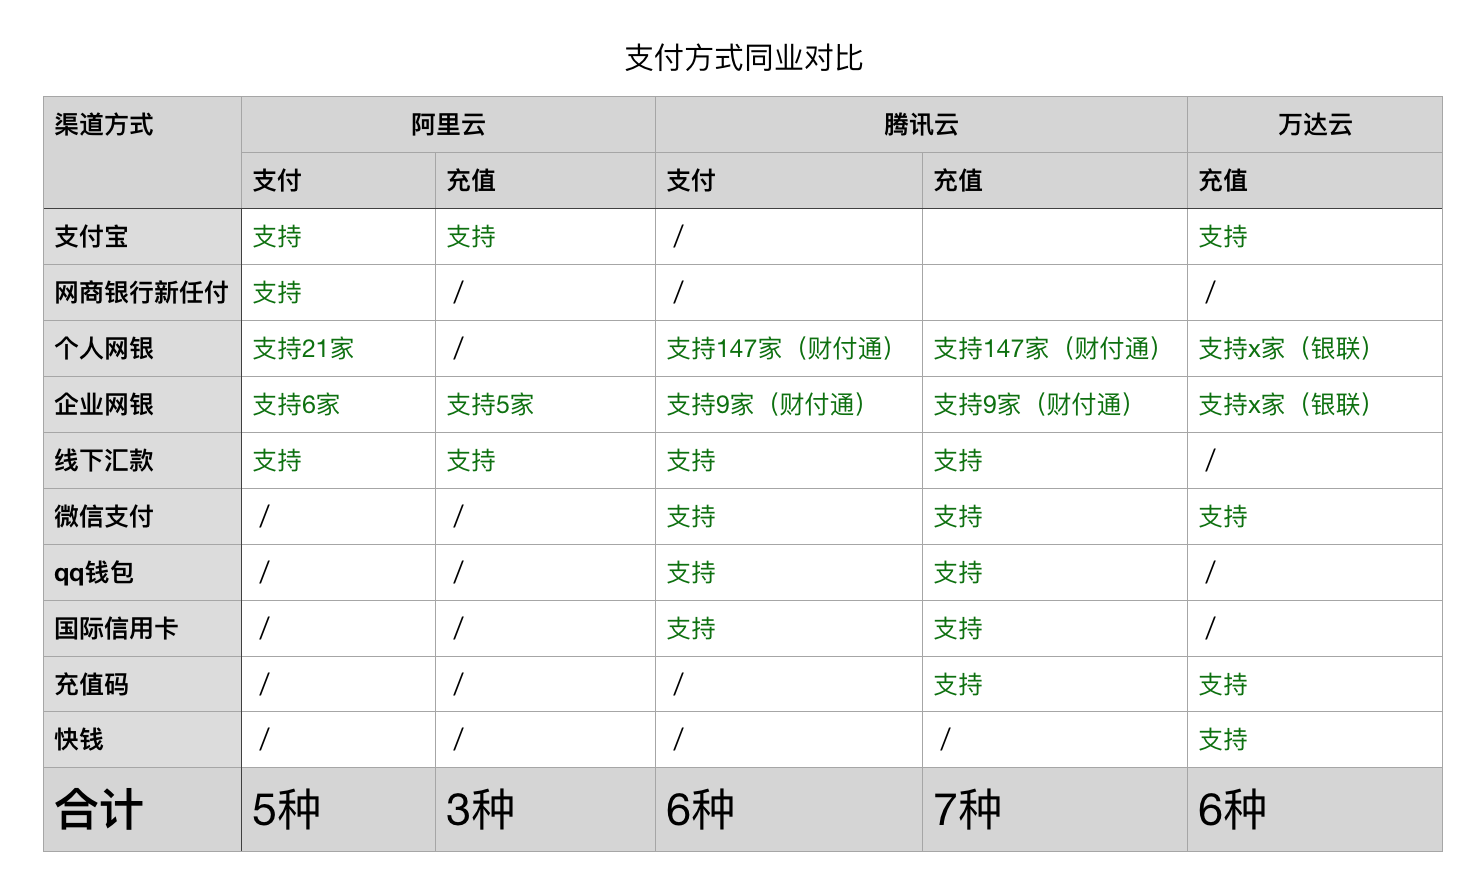 支付方式同业对比
渠道方式 阿里云 腾讯云 万达云
支付 充值 支付 充值 充值
支付宝 支持 支持 / 支持
网商银行新任付 支持 / / /
个人网银 支持21家 / 支持147家（财付通） 支持147家（财付通） 支持x家（银联）
企业网银 支持6家 支持5家 支持9家（财付通） 支持9家（财付通） 支持x家（银联）
线下汇款 支持 支持 支持 支持 /
微信支付 / / 支持 支持 支持
qq钱包 / / 支持 支持 /
国际信用卡 / / 支持 支持 /
充值码 / / / 支持 支持
快钱 / / / / 支持
合计 5种 3种 6种 7种 6种